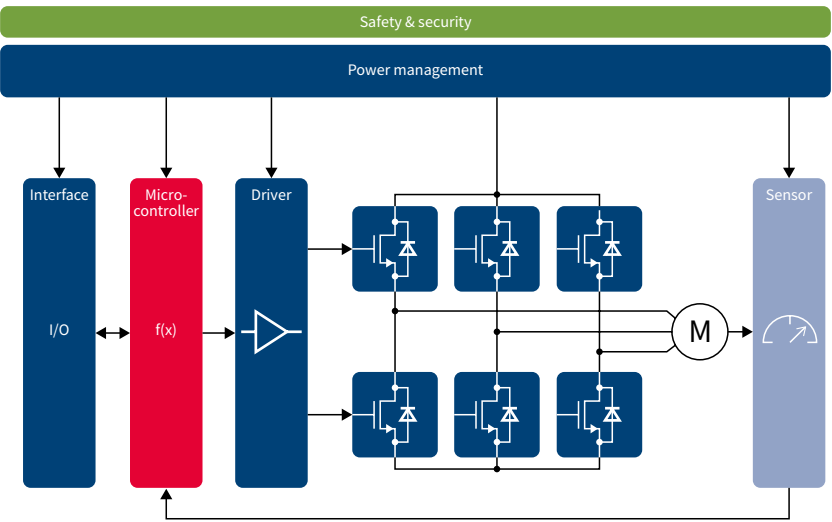 Safety & security
Power management
Interface
Micro-
controller
Driver
Sensor
I/O
f(x)
M